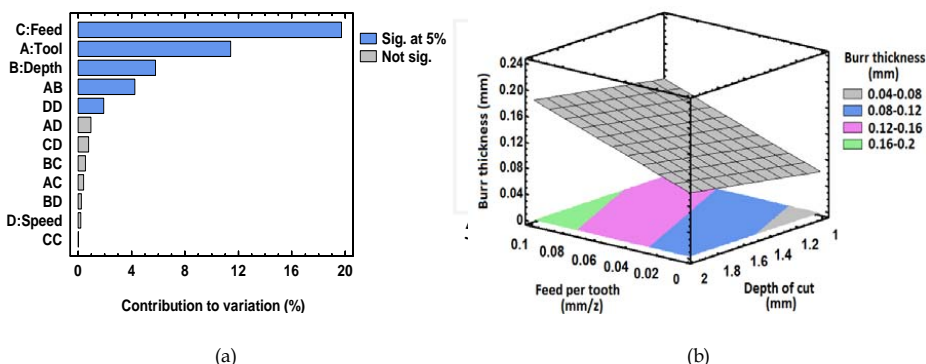 C:Feed
A:Tool
B:Depth
AB
DD
AD
CD
BC
AC
BD
D:Speed
CC
0 4 8 12 16 20
Contribution to variation (%)
Sig. at 5%
Not sig.
(a)
Burr thickness (mm)
0.24
0.20
0.16
0.12
0.08
0.04
0
0.1 0.08 0.06 0.04 0.02 0
Feed per tooth
(mm/z)
2 1.8 1.6 1.4 1.2 1
Depth of cut
(mm)
Burr thickness
(mm)
0.04-0.08
0.08-0.12
0.12-0.16
0.16-0.2
(b)